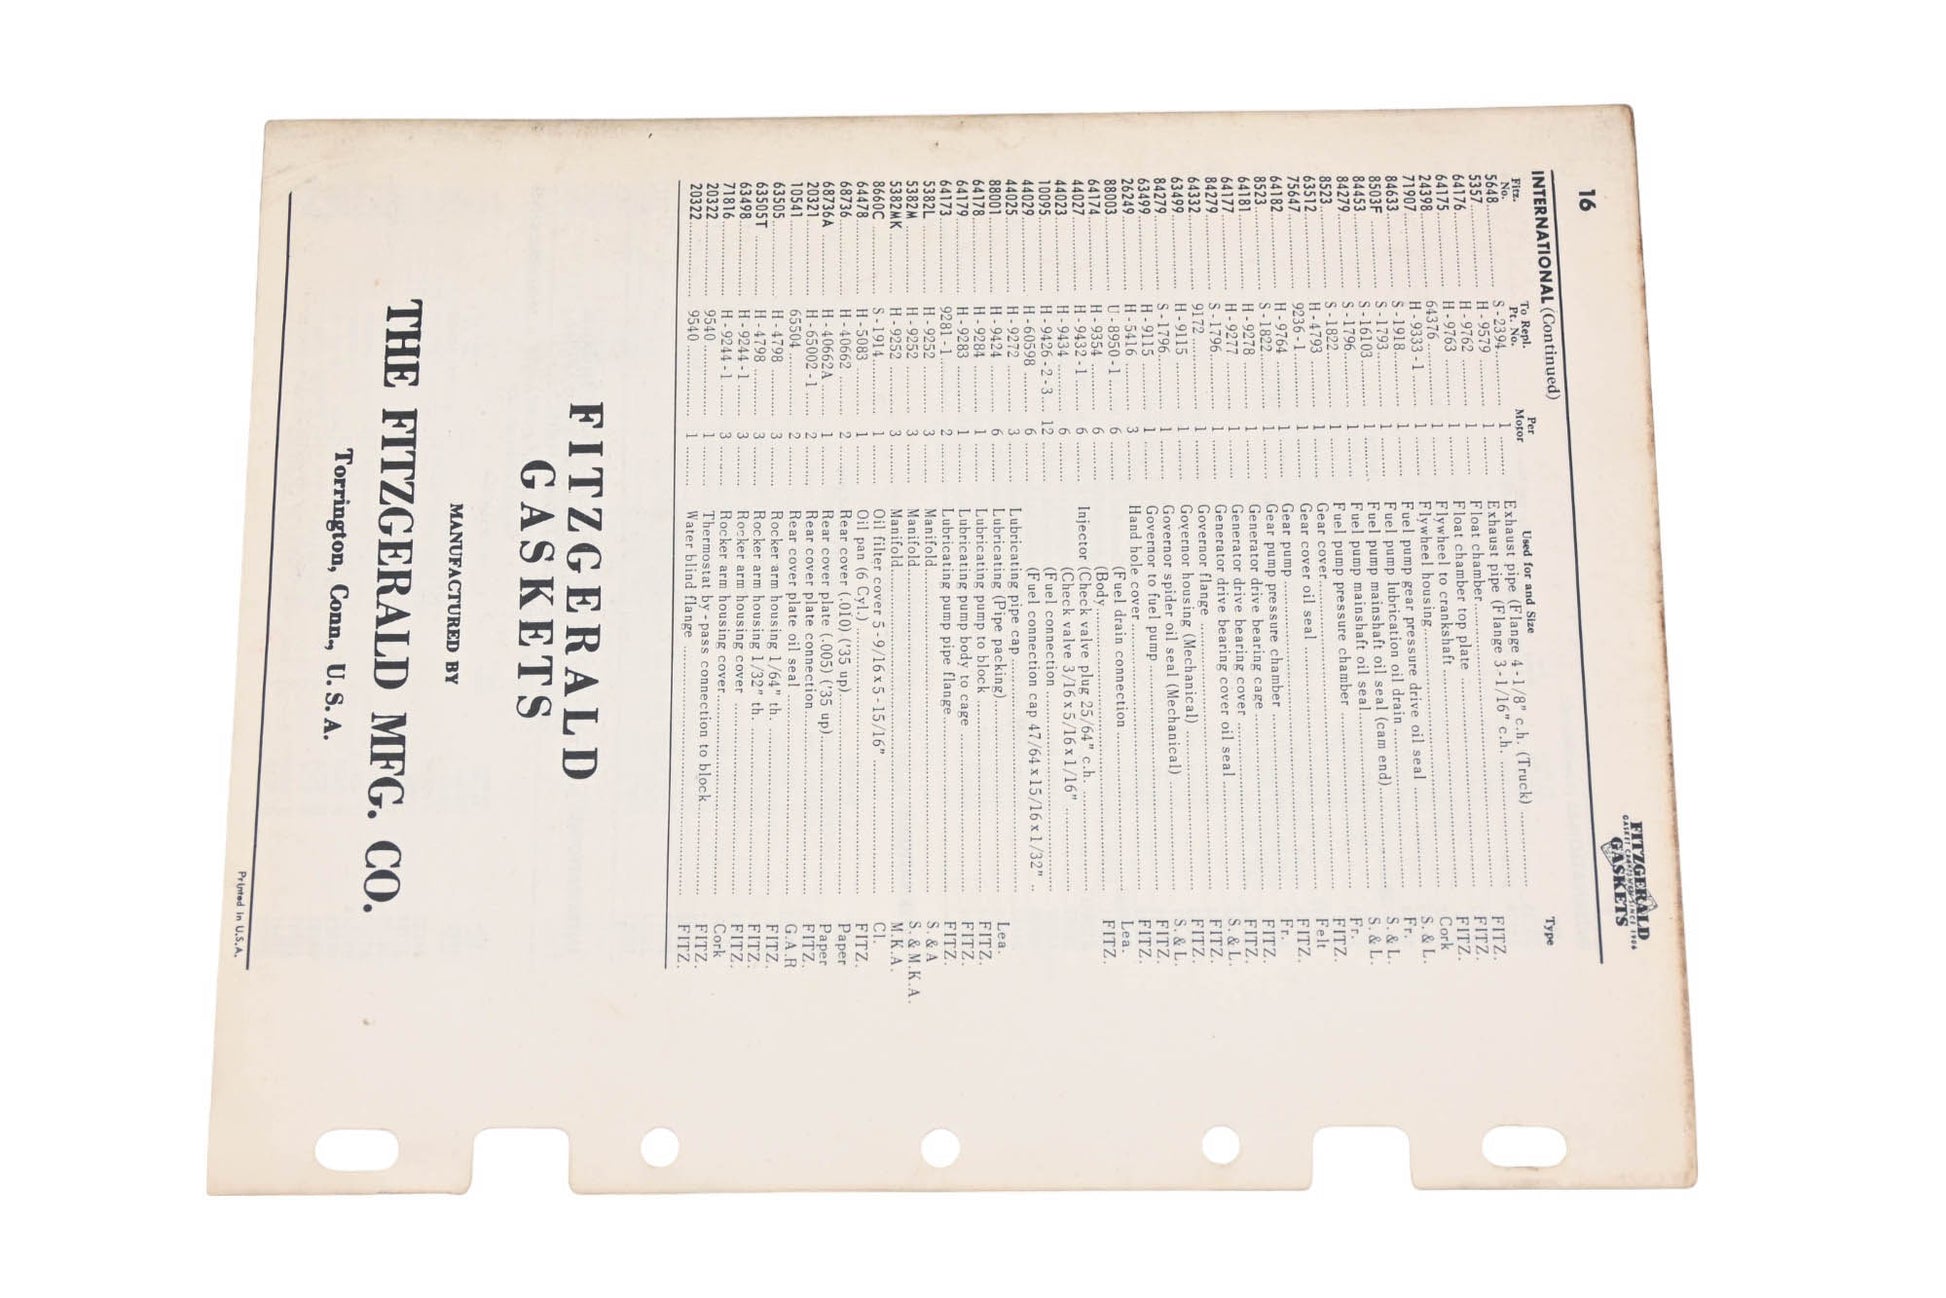 16
FITZGERALD
GASKET CRAFTSMEN SINCE 1906
GASKETS
INTERNATIONAL (Continued)
Fitz. No. To Repl. Pt. No. Per Motor Used for and Size Type
5648 S-2394 1 Exhaust pipe (Flange 4-1/8" c.h. (Truck)
5357 H-9579 1 Exhaust pipe (Flange 3-1/16" c.h.
64176 H-9762 1 Float chamber FITZ.
64175 H-9763 1 Float chamber top plate FITZ.
24398 64376 1 Flywheel to crankshaft FITZ.
71907 H-9333-1 1 Flywheel housing Cork
84633 S-1918 1 Fuel pump gear pressure drive oil seal S.&L.
8503F S-1793 1 Fuel pump lubrication oil drain Fr.
84453 S-16103 1 Fuel pump mainshaft oil seal (cam end) S.&L.
84279 S-1796 1 Fuel pump mainshaft oil seal S.&L.
8523 S-1822 1 Fuel pump pressure chamber Fr.
63512 H-4793 1 Gear cover FITZ.
75647 9236-1 1 Gear cover oil seal Felt
64182 H-9764 1 Gear pump FITZ.
8523 S-1822 1 Gear pump pressure chamber Fr.
64181 H-9278 1 Generator drive bearing cage FITZ.
64177 H-9277 1 Generator drive bearing cover FITZ.
84279 S-1796 1 Generator drive bearing cover oil seal S.&L.
64332 9172 1 Governor flange FITZ.
63499 H-9115 1 Governor housing (Mechanical) FITZ.
84279 S-1796 1 Governor spider oil seal (Mechanical) S.&L.
63499 H-9115 1 Governor to fuel pump FITZ.
26249 H-5416 3 Hand hole cover FITZ.
88003 U-8950-1 6 (Fuel drain connection Lea.
64174 H-9354 6 (Body FITZ.
44027 H-9432-1 6 Injector (Check valve plug 25/64" c.h.
44023 H-9434 6 (Check valve 3/16 x 5/16 x 1/16"
10095 H-9426-2-3 12 (Fuel connection
44029 H-60598 6 (Fuel connection cap 47/64 x 15/16 x 1/32"
44025 H-9272 3 Lubricating pipe cap
88001 H-9424 6 Lubricating (Pipe packing) Lea.
64178 H-9284 1 Lubricating pump to block FITZ.
64179 H-9283 1 Lubricating pump body to cage FITZ.
64173 9281-1 2 Lubricating pump pipe flange FITZ.
5382L H-9252 3 Manifold S. & A
5382M H-9252 3 Manifold S. & M.K.A.
5382MK H-9252 3 Manifold M.K.A.
8660C S-1914 1 Oil filter cover 5-9/16 x 5-15/16" Cl.
64478 H-5083 1 Oil pan (6 Cyl.) FITZ.
68736 H-40662 2 Rear cover (.010) ('35 up) Paper
68736A H-40662A 1 Rear cover plate (.005) ('35 up) Paper
20321 H-65002-1 2 Rear cover plate connection FITZ.
10541 65504 2 Rear cover plate oil seal G.A.R
63505 H-4798 3 Rocker arm housing 1/64" th. FITZ.
63505T H-4798 3 Rocker arm housing 1/32" th. FITZ.
63498 H-9244-1 3 Rocker arm housing cover FITZ.
71816 H-9244-1 3 Rocker arm housing cover Cork
20322 9540 1 Thermostat by-pass connection to block FITZ.
20322 9540 1 Water blind flange FITZ.
FITZGERALD
GASKETS
MANUFACTURED BY
THE FITZGERALD MFG. CO.
Torrington, Conn., U. S. A.
Printed in U.S.A.